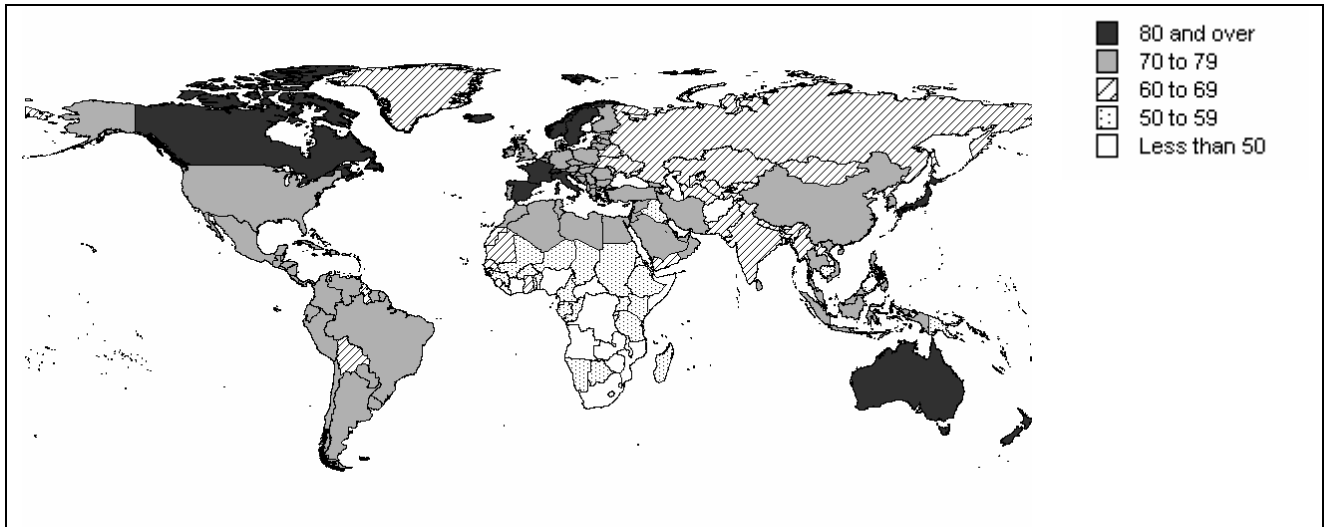 80 and over
70 to 79
60 to 69
50 to 59
Less than 50